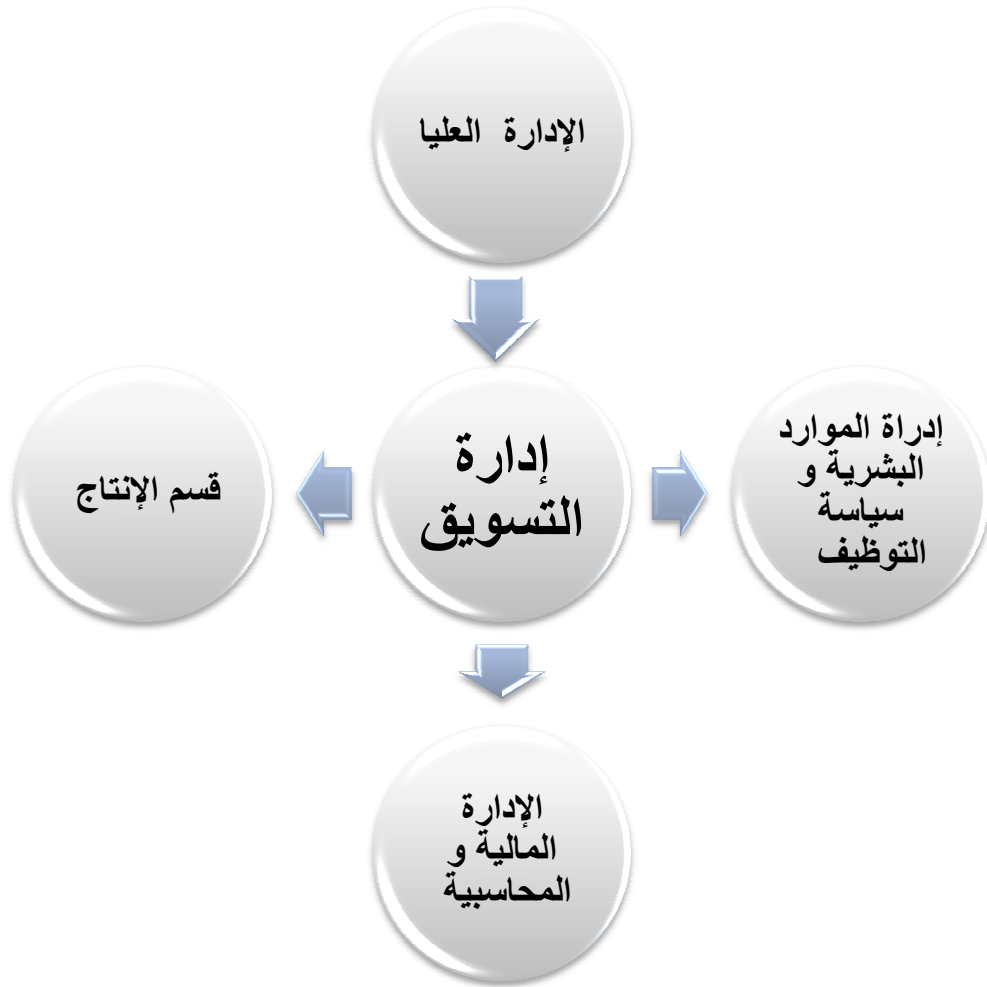 الإدارة العليا
إدراة الموارد
البشرية و
سياسة
التوظيف
إدارة
التسويق
قسم الإنتاج
الإدارة
المالية و
المحاسبية